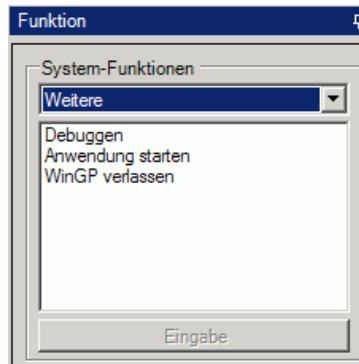 Funktion
System-Funktionen
Weitere
Debuggen
Anwendung starten
WinGP verlassen
Eingabe